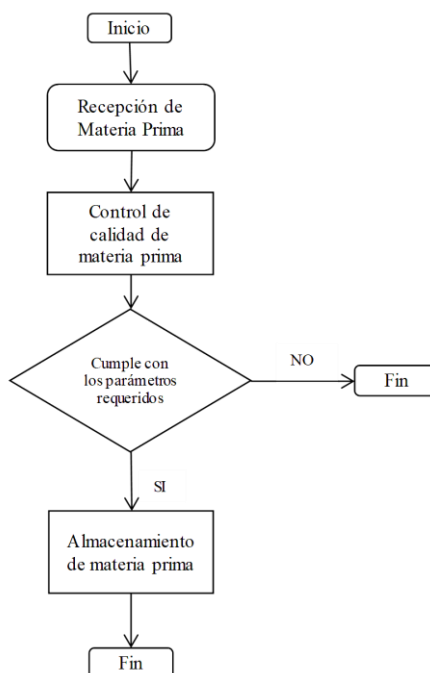 Inicio
Recepción de
Materia Prima
Control de
calidad de
materia prima
Cumple con
los parámetros
requeridos
NO
Fin
SI
Almacenamiento
de materia prima
Fin